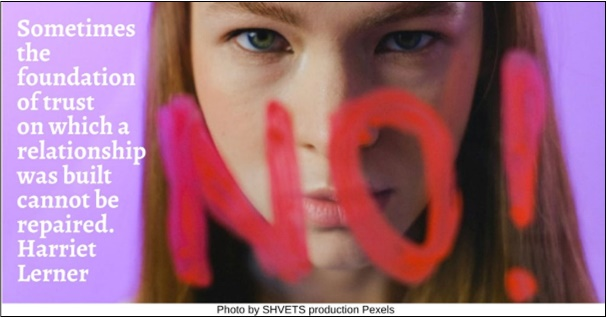 Sometimes
the
foundation
of trust
on which a
relationship
was built
cannot be
repaired.
Harriet
Lerner
NO!
Photo by SHVETS production Pexels